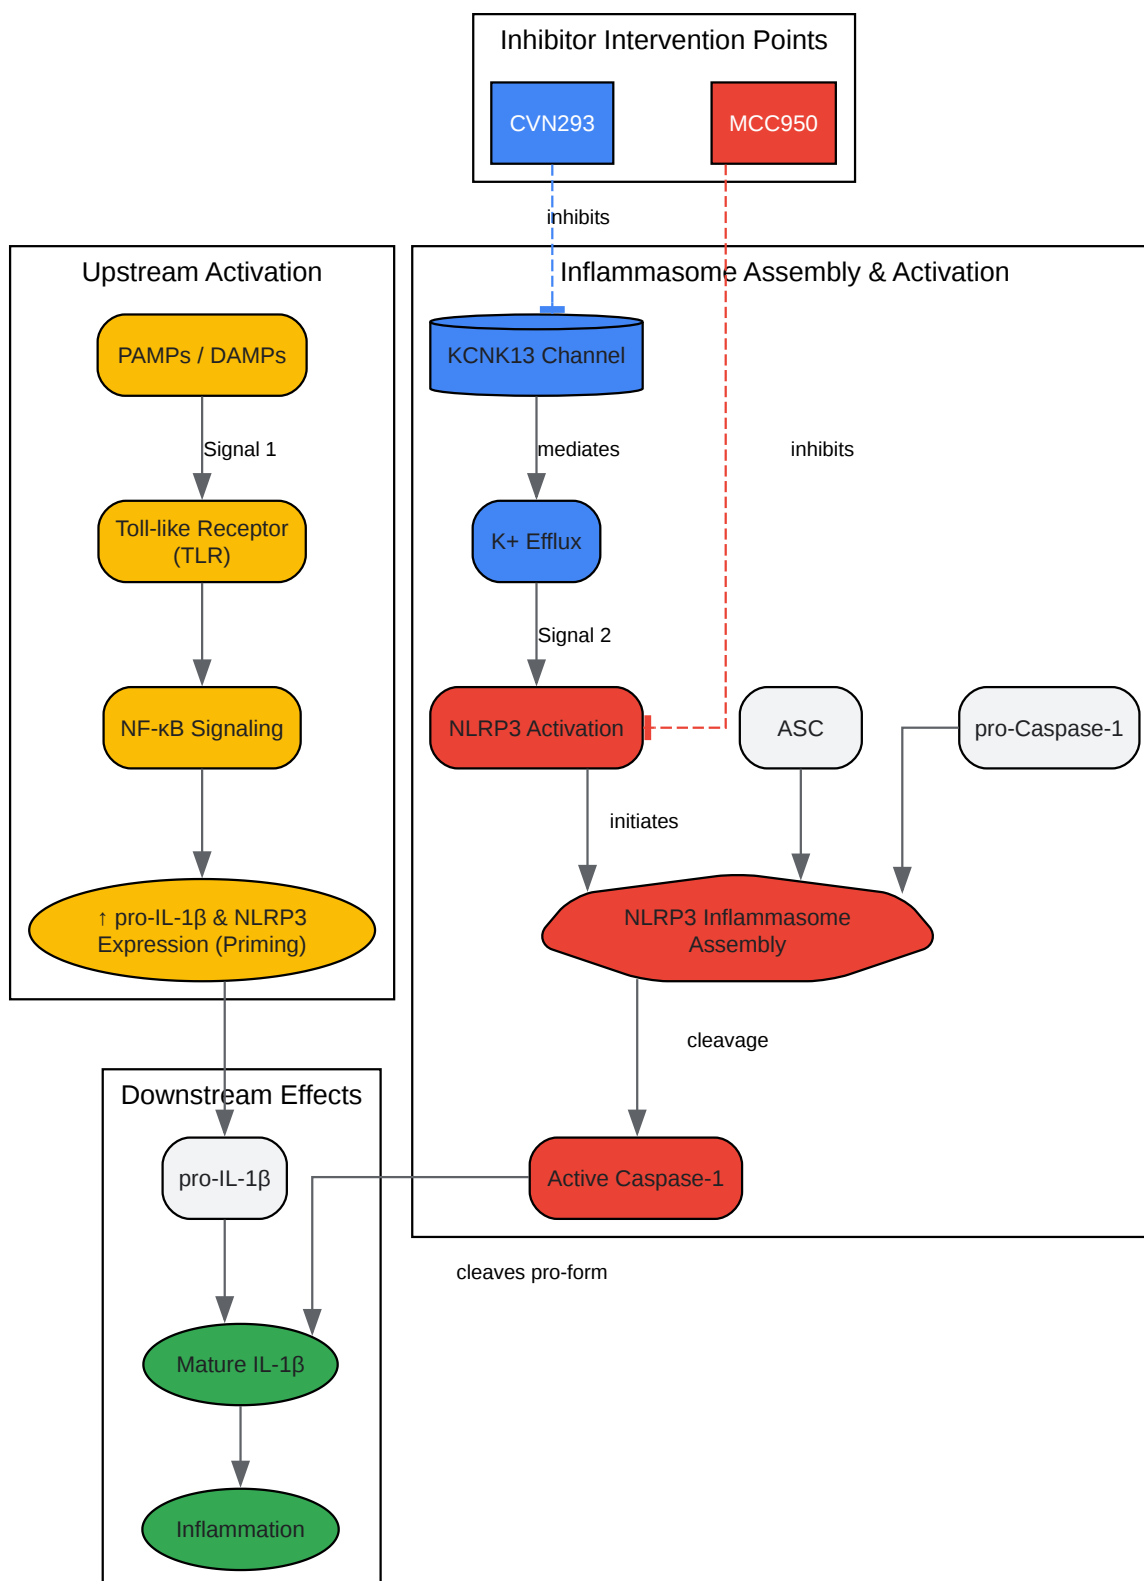 Inhibitor Intervention Points
CVN293
MCC950
inhibits
Upstream Activation
PAMPs / DAMPs
Signal 1
Toll-like Receptor
(TLR)
NF-κB Signaling
↑ pro-IL-1β & NLRP3
Expression (Priming)
Inflammasome Assembly & Activation
KCNK13 Channel
mediates
inhibits
K+ Efflux
Signal 2
NLRP3 Activation
ASC
pro-Caspase-1
initiates
NLRP3 Inflammasome
Assembly
cleavage
Active Caspase-1
Downstream Effects
pro-IL-1β
cleaves pro-form
Mature IL-1β
Inflammation